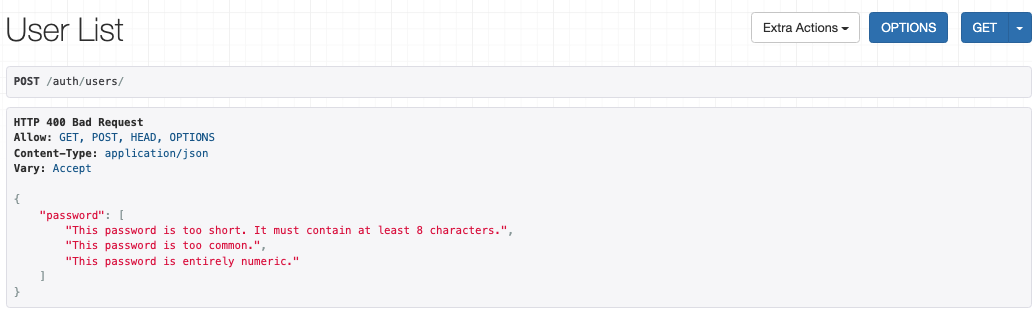 User List
Extra Actions
OPTIONS
GET
POST /auth/users/
HTTP 400 Bad Request
Allow: GET, POST, HEAD, OPTIONS
Content-Type: application/json
Vary: Accept
{
    "password": [
        "This password is too short. It must contain at least 8 characters.",
        "This password is too common.",
        "This password is entirely numeric."
    ]
}